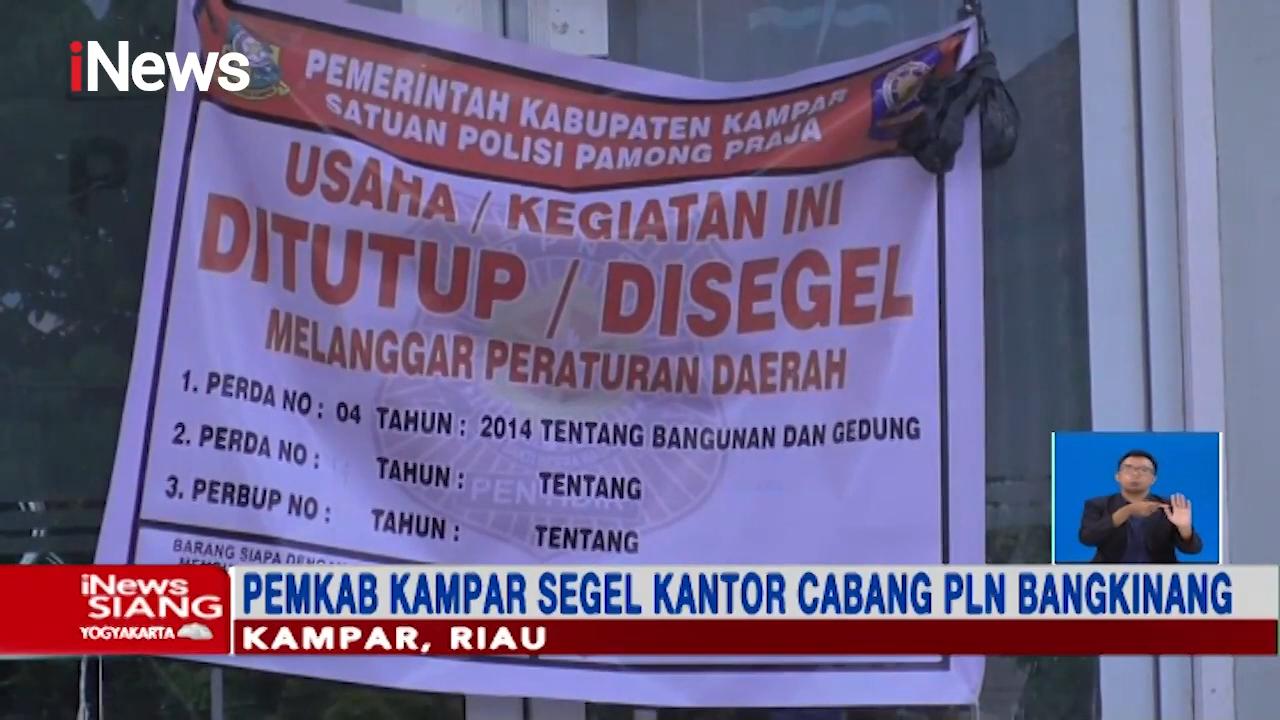 iNews
PEMERINTAH KABUPATEN KAMPAR
SATUAN POLISI PAMONG PRAJA
USAHA / KEGIATAN INI
DITUTUP / DISEGEL
MELANGGAR PERATURAN DAERAH
1. PERDA NO : 04 TAHUN : 2014 TENTANG BANGUNAN DAN GEDUNG
2. PERDA NO : TAHUN : TENTANG
3. PERBUP NO : TAHUN : TENTANG
BARANG SIAPA DENGAN
iNews
SIANG
YOGYAKARTA
PEMKAB KAMPAR SEGEL KANTOR CABANG PLN BANGKINANG
KAMPAR, RIAU